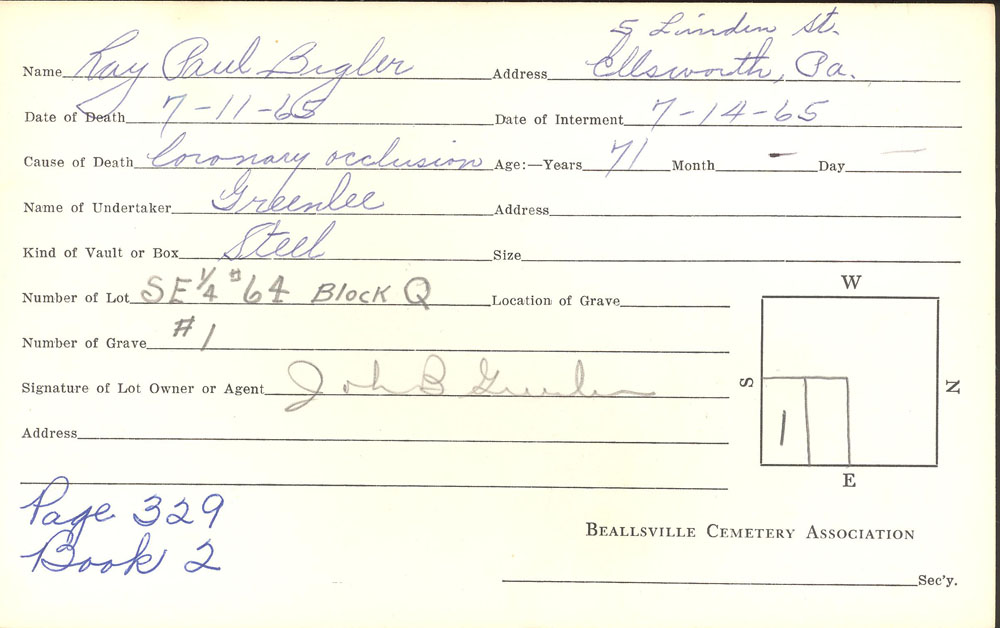 5 Linden St.
Name Ray Paul Bigler Address Ellsworth, Pa.
Date of Death 7-11-65 Date of Interment 7-14-65
Cause of Death Coronary occlusion Age:—Years 71 Month - Day —
Name of Undertaker Greenlee Address
Kind of Vault or Box Steel Size
Number of Lot SE 1/4 #64 Block Q Location of Grave
Number of Grave #1
Signature of Lot Owner or Agent John B Greenlee
Address
W
S
N
1
E
Page 329
Book 2
BEALLSVILLE CEMETERY ASSOCIATION
Sec'y.